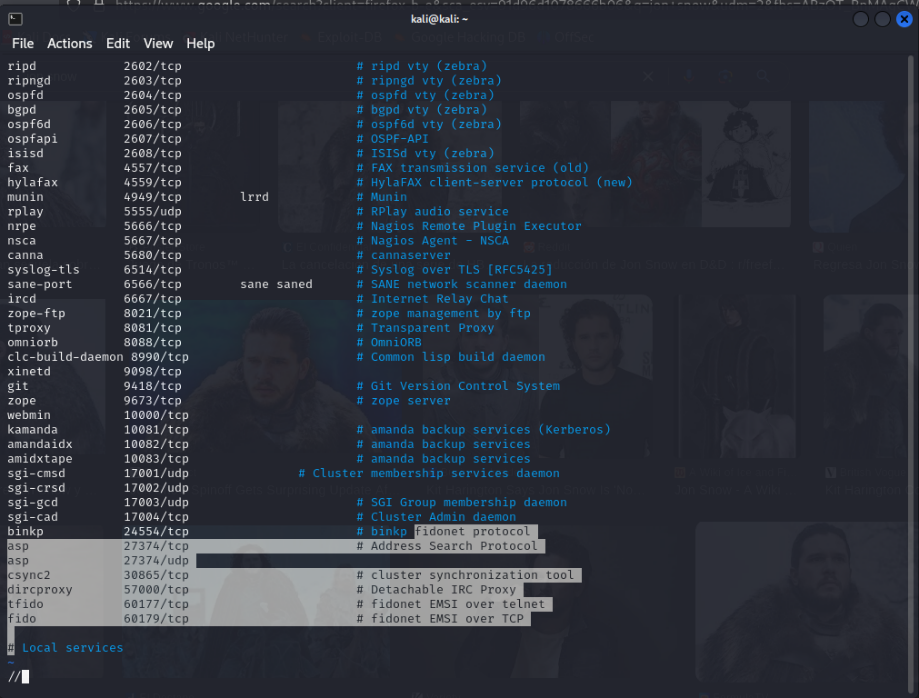 kali@kali: ~
File Actions Edit View Help
ripd 2602/tcp # ripd vty (zebra)
ripngd 2603/tcp # ripngd vty (zebra)
ospfd 2604/tcp # ospfd vty (zebra)
bgpd 2605/tcp # bgpd vty (zebra)
ospf6d 2606/tcp # ospf6d vty (zebra)
ospfapi 2607/tcp # OSPF-API
isisd 2608/tcp # ISISd vty (zebra)
fax 4557/tcp # FAX transmission service (old)
hylafax 4559/tcp # HylaFAX client-server protocol (new)
munin 4949/tcp lrrd # Munin
rplay 5555/udp # RPlay audio service
nrpe 5666/tcp # Nagios Remote Plugin Executor
nsca 5667/tcp # Nagios Agent - NSCA
canna 5680/tcp # cannaserver
syslog-tls 6514/tcp # Syslog over TLS [RFC5425]
sane-port 6566/tcp sane saned # SANE network scanner daemon
ircd 6667/tcp # Internet Relay Chat
zope-ftp 8021/tcp # zope management by ftp
tproxy 8081/tcp # Transparent Proxy
omniorb 8088/tcp # OmniORB
clc-build-daemon 8990/tcp # Common lisp build daemon
xinetd 9098/tcp
git 9418/tcp # Git Version Control System
zope 9673/tcp # zope server
webmin 10000/tcp
kamanda 10081/tcp # amanda backup services (Kerberos)
amandaidx 10082/tcp # amanda backup services
amidxtape 10083/tcp # amanda backup services
sgi-cmsd 17001/udp # Cluster membership services daemon
sgi-crsd 17002/udp
sgi-gcd 17003/udp # SGI Group membership daemon
sgi-cad 17004/tcp # Cluster Admin daemon
binkp 24554/tcp # binkp fidonet protocol
asp 27374/tcp # Address Search Protocol
asp 27374/udp
csync2 30865/tcp # cluster synchronization tool
dircproxy 57000/tcp # Detachable IRC Proxy
tfido 60177/tcp # fidonet EMSI over telnet
fido 60179/tcp # fidonet EMSI over TCP
# Local services
~
//